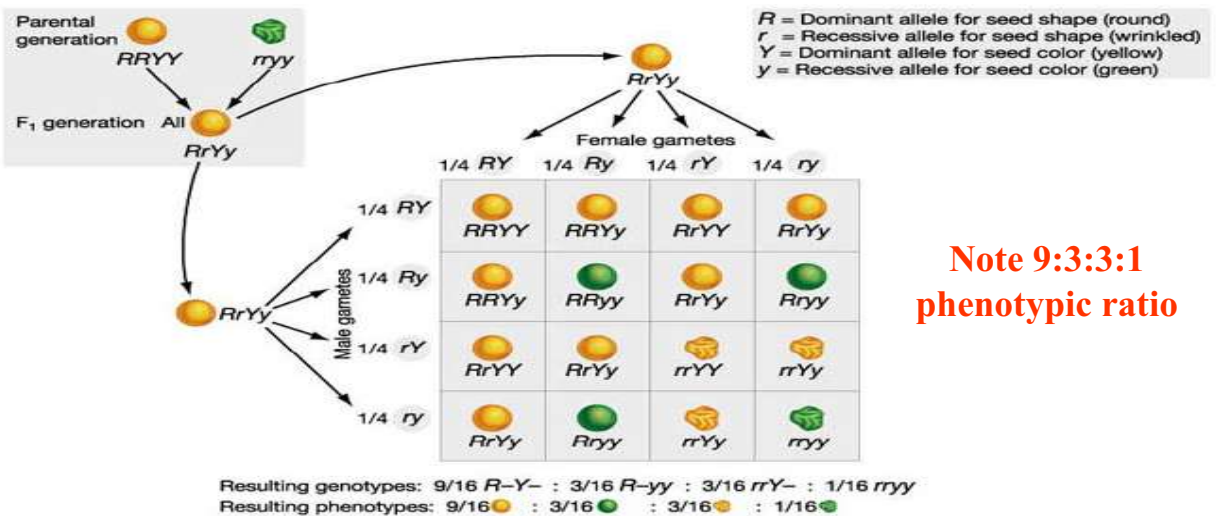 Parental
generation
RRYY
rryy
F1 generation All
RrYy
R = Dominant allele for seed shape (round)
r = Recessive allele for seed shape (wrinkled)
Y = Dominant allele for seed color (yellow)
y = Recessive allele for seed color (green)
RrYy
Female gametes
1/4 RY 1/4 Ry 1/4 rY 1/4 ry
RrYy
Male gametes
1/4 RY
RRYY RRYy RrYY RrYy
1/4 Ry
RRYy RRyy RrYy Rryy
1/4 rY
RrYY RrYy rrYY rrYy
1/4 ry
RrYy Rryy rrYy rryy
Note 9:3:3:1
phenotypic ratio
Resulting genotypes: 9/16 R–Y– : 3/16 R–yy : 3/16 rrY– : 1/16 rryy
Resulting phenotypes: 9/16 : 3/16 : 3/16 : 1/16